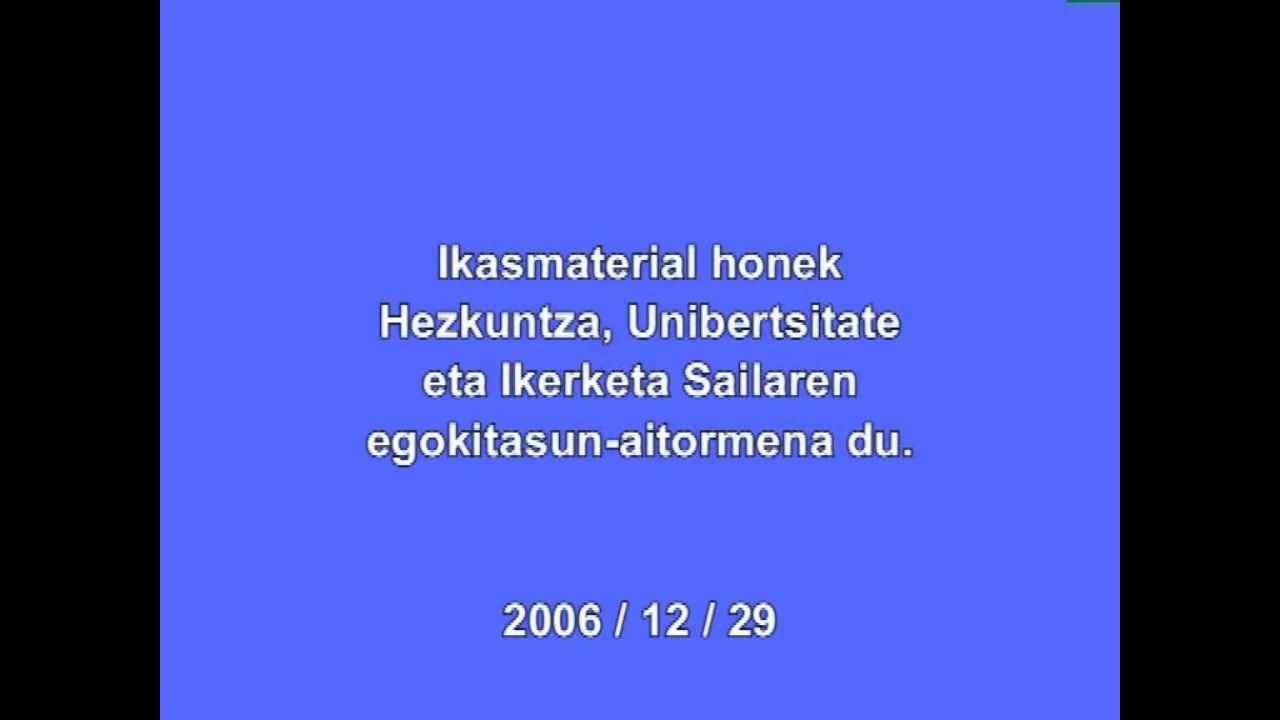 Ikasmaterial honek
Hezkuntza, Unibertsitate
eta Ikerketa Sailaren
egokitasun-aitormena du.
2006 / 12 / 29